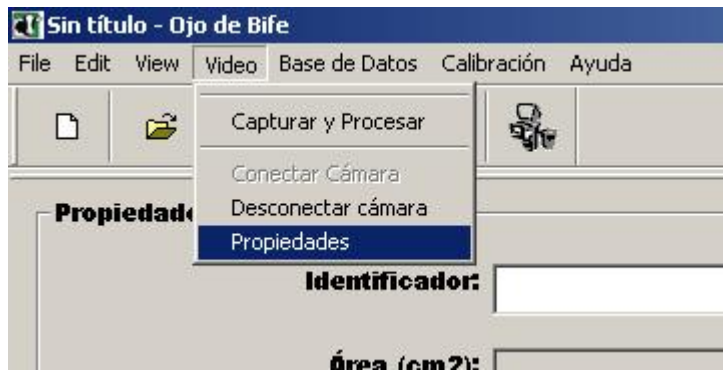 Sin título - Ojo de Bife
File Edit View Video Base de Datos Calibración Ayuda
Capturar y Procesar
Conectar Cámara
Desconectar cámara
Propiedades
Identificador:
Área (cm2):